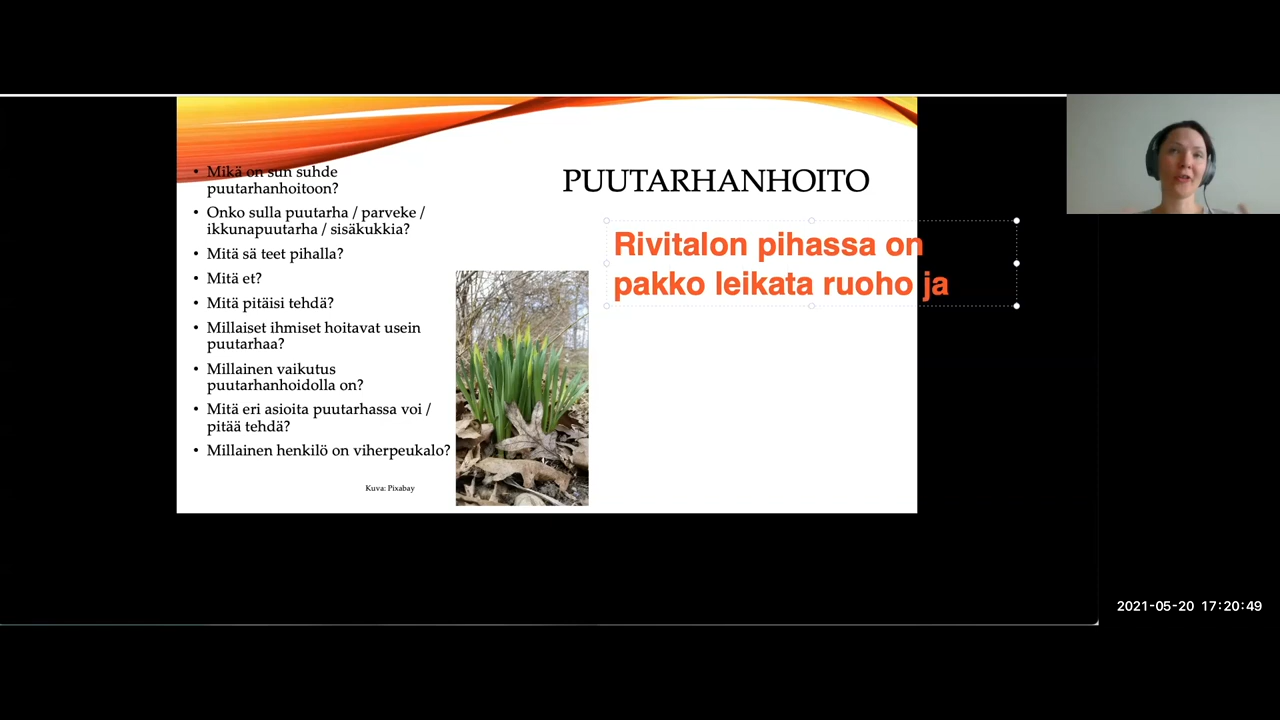 • Mikä on sun suhde
puutarhanhoitoon?
• Onko sulla puutarha / parveke /
ikkunapuutarha / sisäkukkia?
• Mitä sä teet pihalla?
• Mitä et?
• Mitä pitäisi tehdä?
• Millaiset ihmiset hoitavat usein
puutarhaa?
• Millainen vaikutus
puutarhanhoidolla on?
• Mitä eri asioita puutarhassa voi /
pitää tehdä?
• Millainen henkilö on viherpeukalo?
Kuva: Pixabay
PUUTARHANHOITO
Rivitalon pihassa on
pakko leikata ruoho ja
2021-05-20 17:20:49